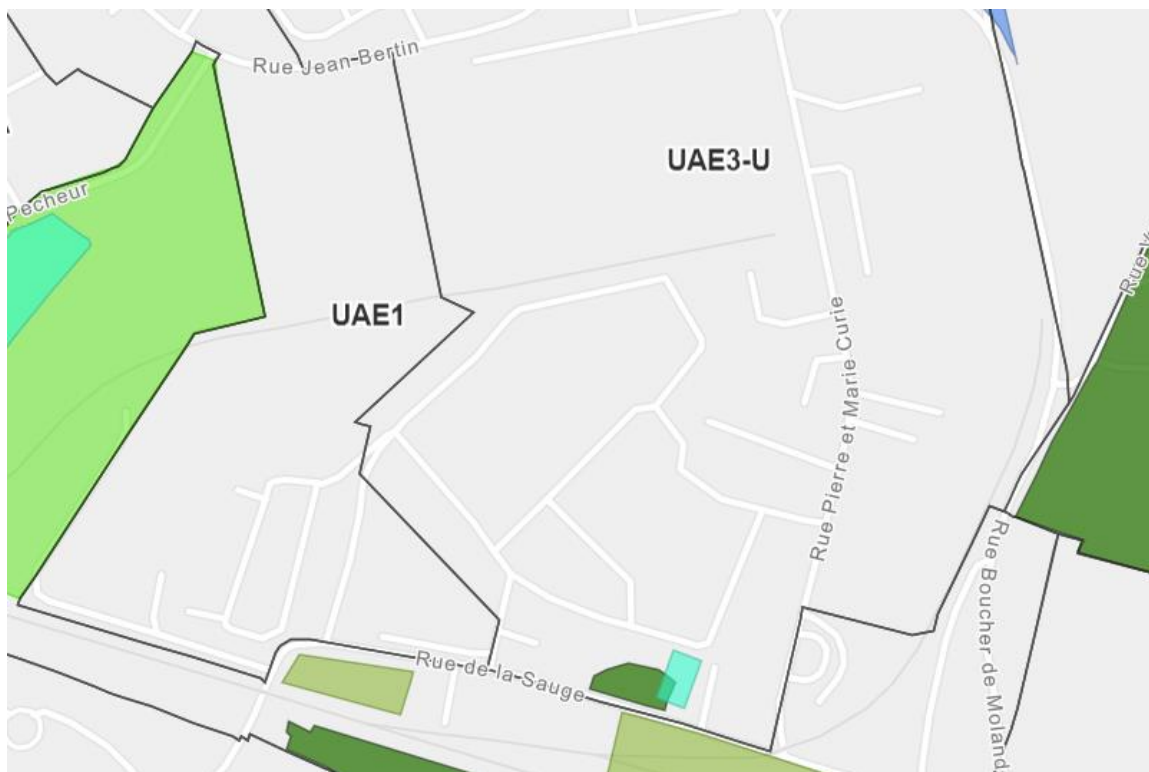 Rue Jean Bertin
UAE3-U
Pecheur
UAE1
Rue Pierre et Marie Curie
Rue de la Sauge
Rue Boucher de Moland